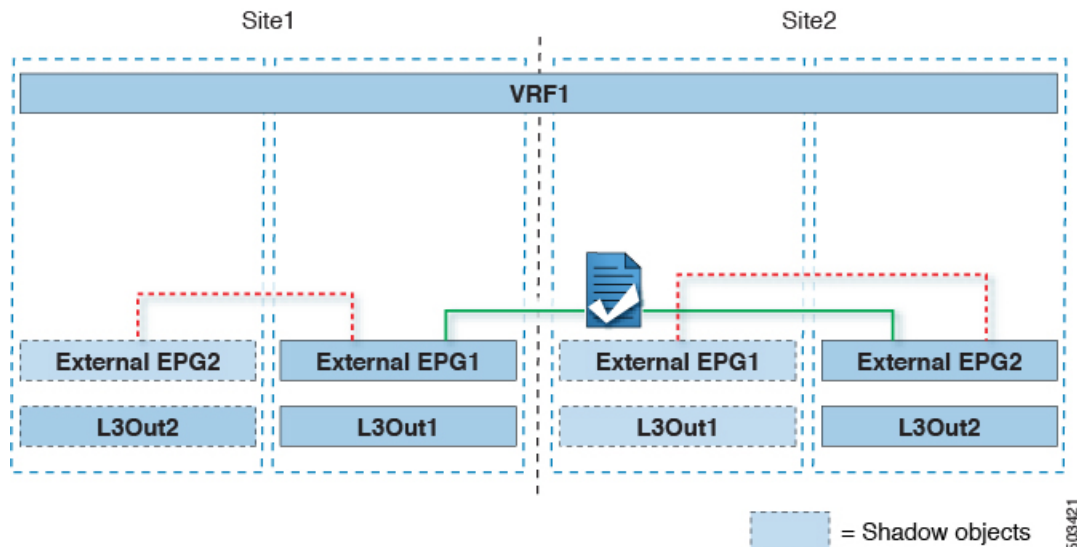 Site1
Site2
VRF1
External EPG2
External EPG1
External EPG1
External EPG2
L3Out2
L3Out1
L3Out1
L3Out2
= Shadow objects
503421